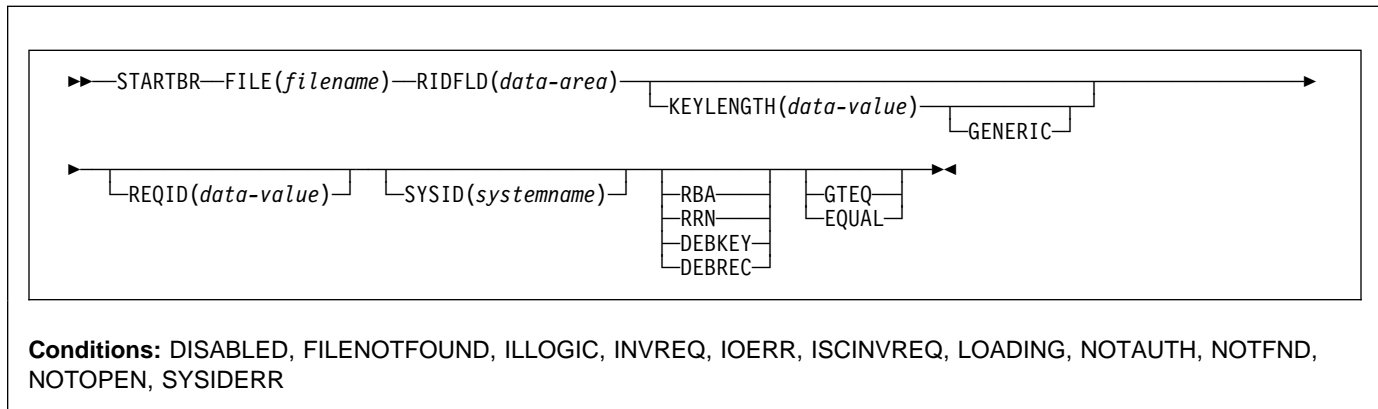 STARTBR FILE(filename) RIDFLD(data-area)
KEYLENGTH(data-value)
GENERIC
REQID(data-value) SYSID(systemname) RBA GTEQ
RRN EQUAL
DEBKEY
DEBREC
Conditions: DISABLED, FILENOTFOUND, ILLOGIC, INVREQ, IOERR, ISCINVREQ, LOADING, NOTAUTH, NOTFND,
NOTOPEN, SYSIDERR